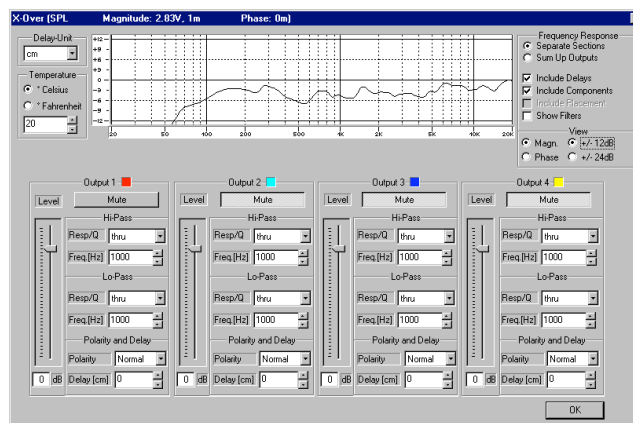 X-Over (SPL Magnitude: 2.83V, 1m Phase: 0m)
Delay-Unit
cm
Temperature
° Celsius
° Fahrenheit
20
+12
+9
+6
+3
0
-3
-6
-9
-12
20 50 100 200 500 1K 2K 5K 10K 20K
Frequency Response
Separate Sections
Sum Up Outputs
Include Delays
Include Components
Include Placement
Show Filters
View
Magn. +/- 12dB
Phase +/- 24dB
Output 1 Output 2 Output 3 Output 4
Level Mute Level Mute Level Mute Level Mute
Hi-Pass Hi-Pass Hi-Pass Hi-Pass
Resp/Q thru Resp/Q thru Resp/Q thru Resp/Q thru
Freq.[Hz] 1000 Freq.[Hz] 1000 Freq.[Hz] 1000 Freq.[Hz] 1000
Lo-Pass Lo-Pass Lo-Pass Lo-Pass
Resp/Q thru Resp/Q thru Resp/Q thru Resp/Q thru
Freq.[Hz] 1000 Freq.[Hz] 1000 Freq.[Hz] 1000 Freq.[Hz] 1000
Polarity and Delay Polarity and Delay Polarity and Delay Polarity and Delay
Polarity Normal Polarity Normal Polarity Normal Polarity Normal
0 dB Delay [cm] 0 0 dB Delay [cm] 0 0 dB Delay [cm] 0 0 dB Delay [cm] 0
OK